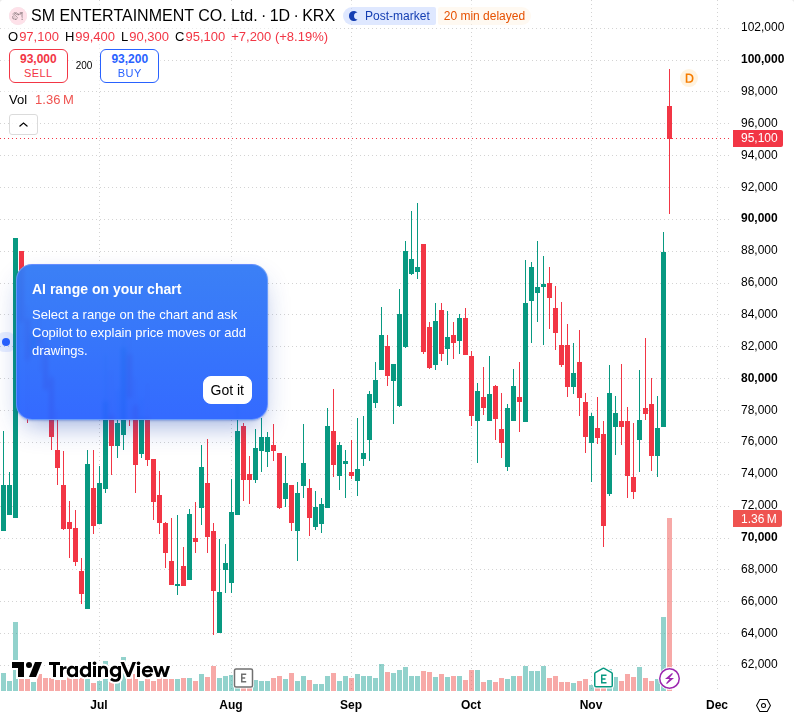 SM ENTERTAINMENT CO. Ltd. · 1D · KRX Post-market 20 min delayed
O97,100 H99,400 L90,300 C95,100 +7,200 (+8.19%)
93,000 SELL
200
93,200 BUY
Vol 1.36 M
AI range on your chart
Select a range on the chart and ask
Copilot to explain price moves or add
drawings.
Got it
D
E
E
TradingView
102,000
100,000
98,000
96,000
95,100
94,000
92,000
90,000
88,000
86,000
84,000
82,000
80,000
78,000
76,000
74,000
72,000
1.36 M
70,000
68,000
66,000
64,000
62,000
Jul Aug Sep Oct Nov Dec